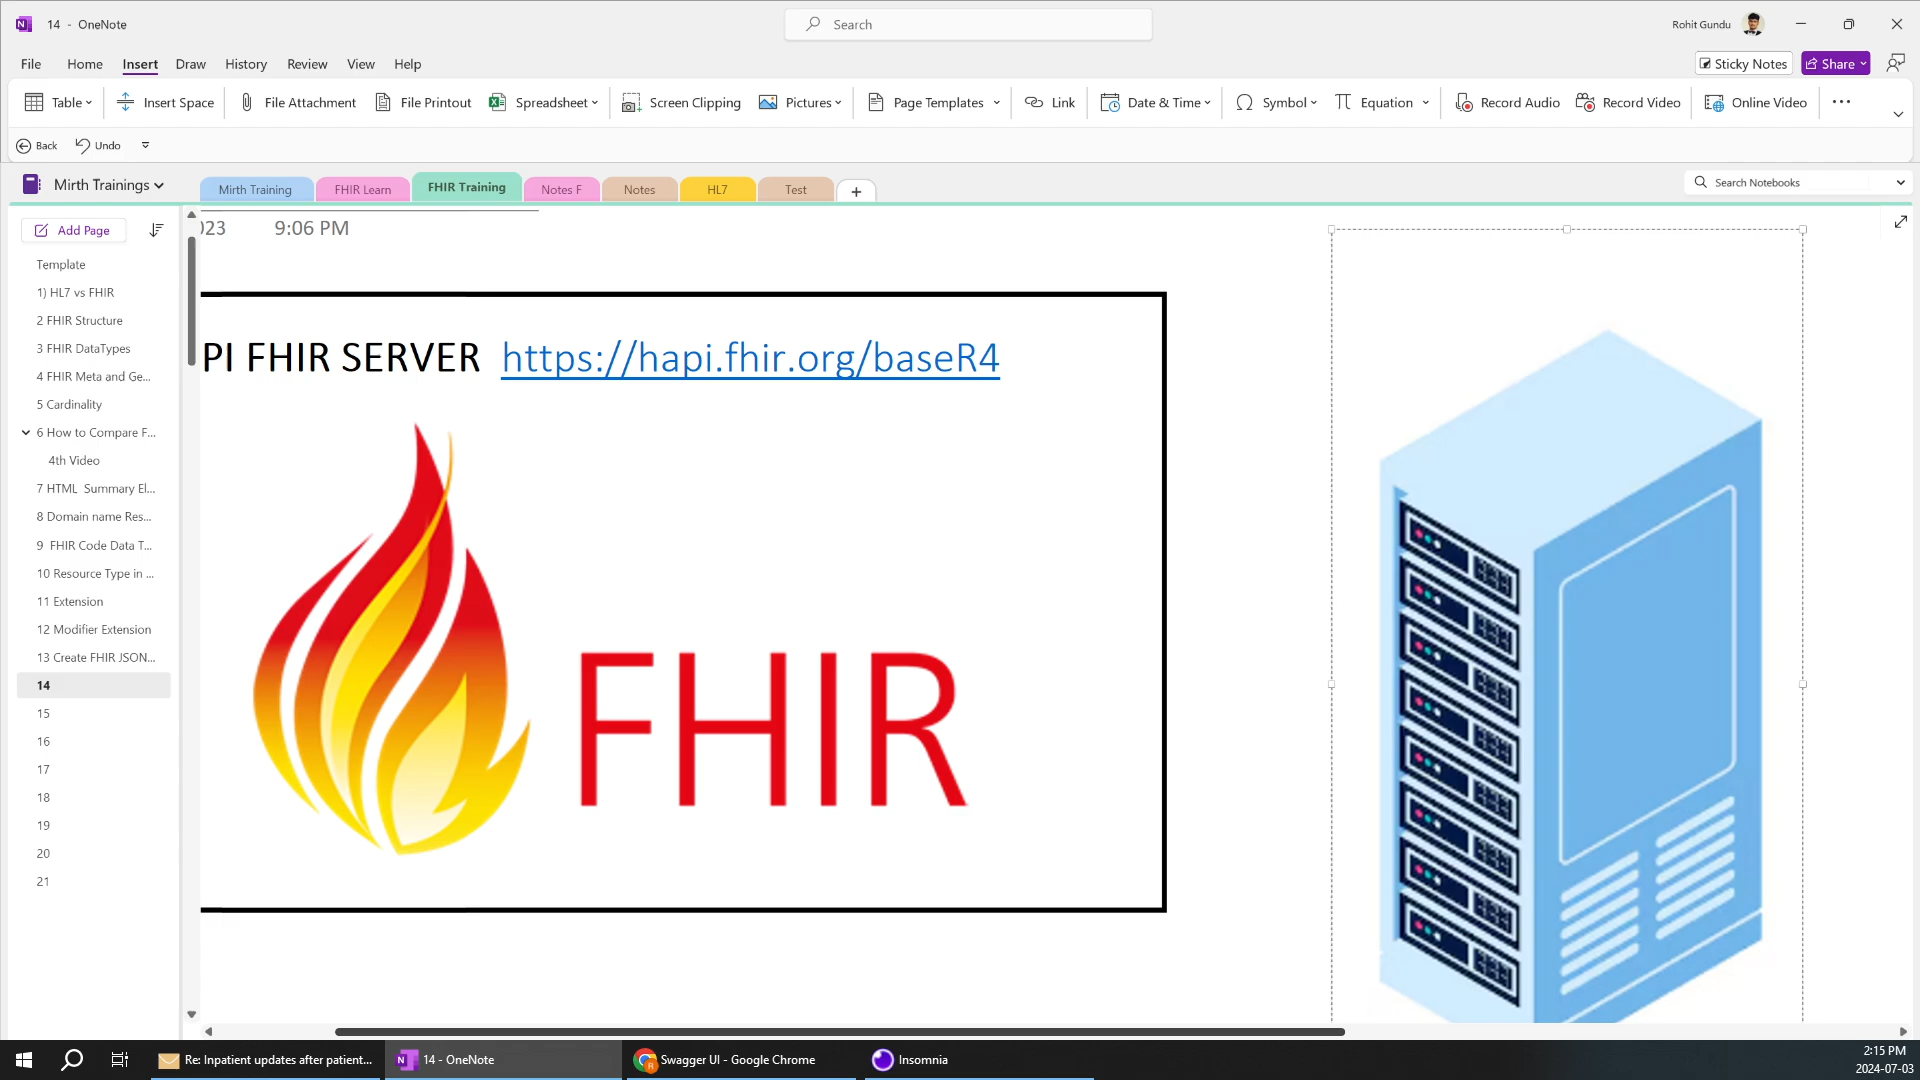 14 - OneNote
Search
Rohit Gundu
File Home Insert Draw History Review View Help
Sticky Notes Share
Table Insert Space File Attachment File Printout Spreadsheet Screen Clipping Pictures Page Templates Link Date & Time Symbol Equation Record Audio Record Video Online Video
Back Undo
Mirth Trainings
Mirth Training FHIR Learn FHIR Training Notes F Notes HL7 Test
Search Notebooks
Add Page
Template
1) HL7 vs FHIR
2 FHIR Structure
3 FHIR DataTypes
4 FHIR Meta and Ge...
5 Cardinality
6 How to Compare F...
4th Video
7 HTML Summary El...
8 Domain name Res...
9 FHIR Code Data T...
10 Resource Type in ...
11 Extension
12 Modifier Extension
13 Create FHIR JSON...
14
15
16
17
18
19
20
21
023 9:06 PM
PI FHIR SERVER https://hapi.fhir.org/baseR4
FHIR
Re: Inpatient updates after patient...
14 - OneNote
Swagger UI - Google Chrome
Insomnia
2:15 PM
2024-07-03